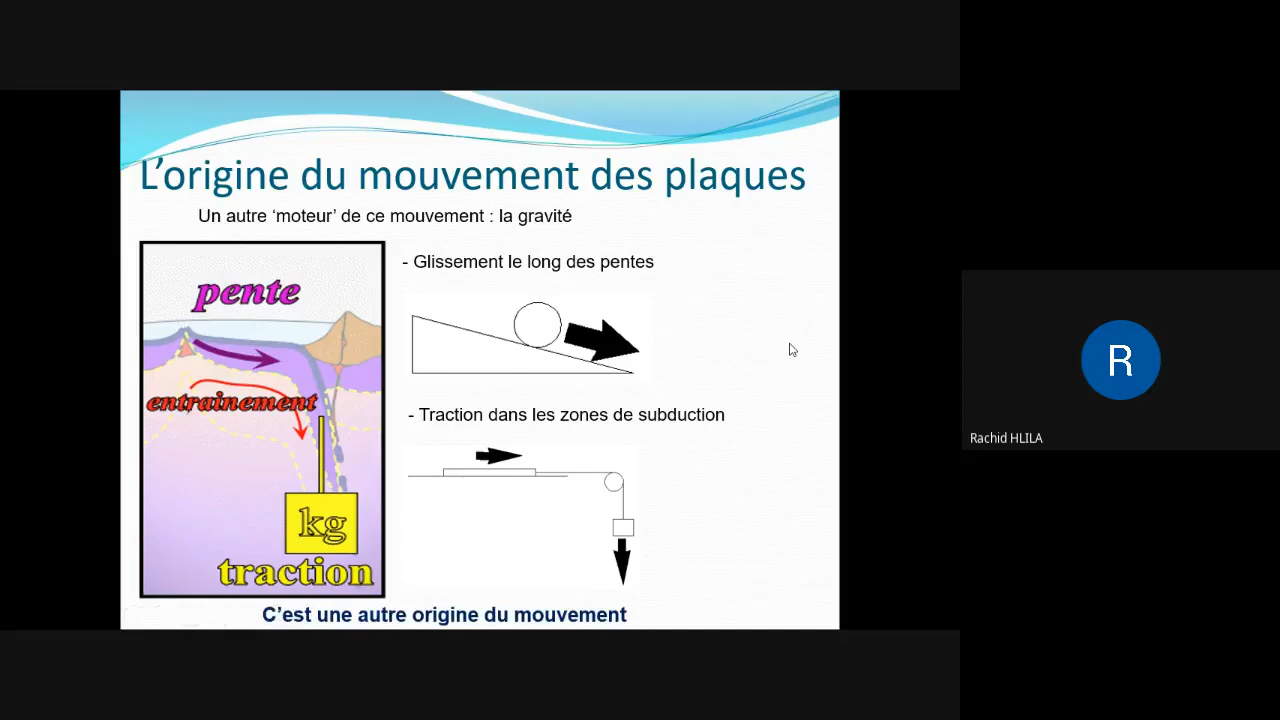 L'origine du mouvement des plaques
Un autre ‘moteur’ de ce mouvement : la gravité
pente
entrainement
kg
traction
- Glissement le long des pentes
- Traction dans les zones de subduction
C’est une autre origine du mouvement
R
Rachid HLILA